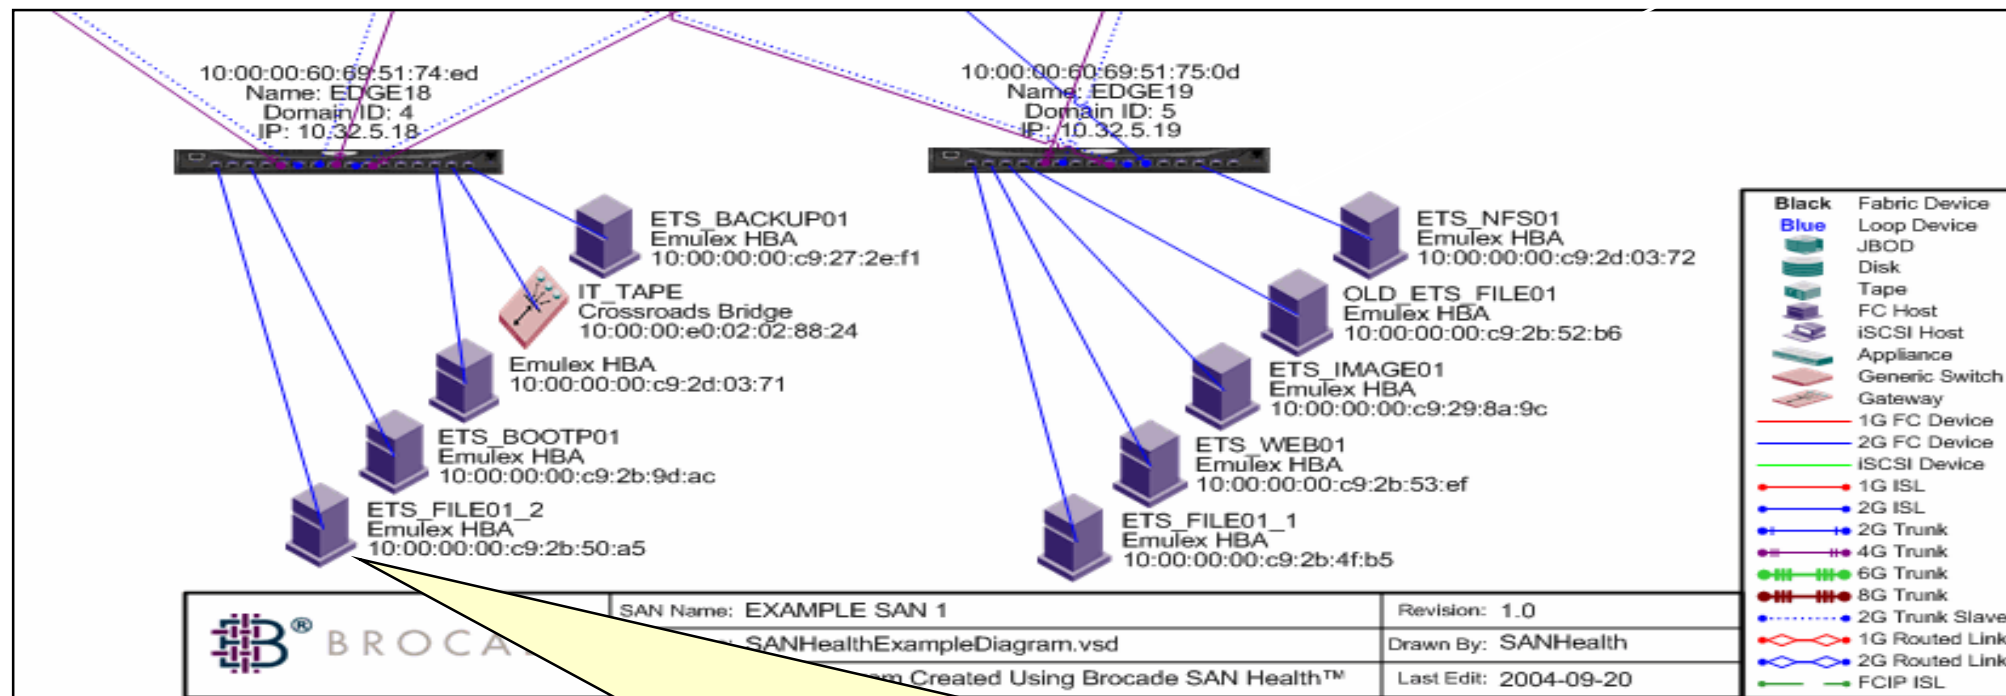 10:00:00:60:69:51:74:ed
Name: EDGE18
Domain ID: 4
IP: 10.32.5.18
10:00:00:60:69:51:75:0d
Name: EDGE19
Domain ID: 5
IP: 10.32.5.19
ETS_BACKUP01
Emulex HBA
10:00:00:00:c9:27:2e:f1
IT_TAPE
Crossroads Bridge
10:00:00:e0:02:02:88:24
Emulex HBA
10:00:00:00:c9:2d:03:71
ETS_BOOTP01
Emulex HBA
10:00:00:00:c9:2b:9d:ac
ETS_FILE01_2
Emulex HBA
10:00:00:00:c9:2b:50:a5
ETS_NFS01
Emulex HBA
10:00:00:00:c9:2d:03:72
OLD_ETS_FILE01
Emulex HBA
10:00:00:00:c9:2b:52:b6
ETS_IMAGE01
Emulex HBA
10:00:00:00:c9:29:8a:9c
ETS_WEB01
Emulex HBA
10:00:00:00:c9:2b:53:ef
ETS_FILE01_1
Emulex HBA
10:00:00:00:c9:2b:4f:b5
Black Fabric Device
Blue Loop Device
JBOD
Disk
Tape
FC Host
iSCSI Host
Appliance
Generic Switch
Gateway
1G FC Device
2G FC Device
iSCSI Device
1G ISL
2G ISL
2G Trunk
4G Trunk
6G Trunk
8G Trunk
2G Trunk Slave
1G Routed Link
2G Routed Link
FCIP ISL
B® BROCA
SAN Name: EXAMPLE SAN 1
Revision: 1.0
SANHealthExampleDiagram.vsd
Drawn By: SANHealth
Created Using Brocade SAN Health™
Last Edit: 2004-09-20